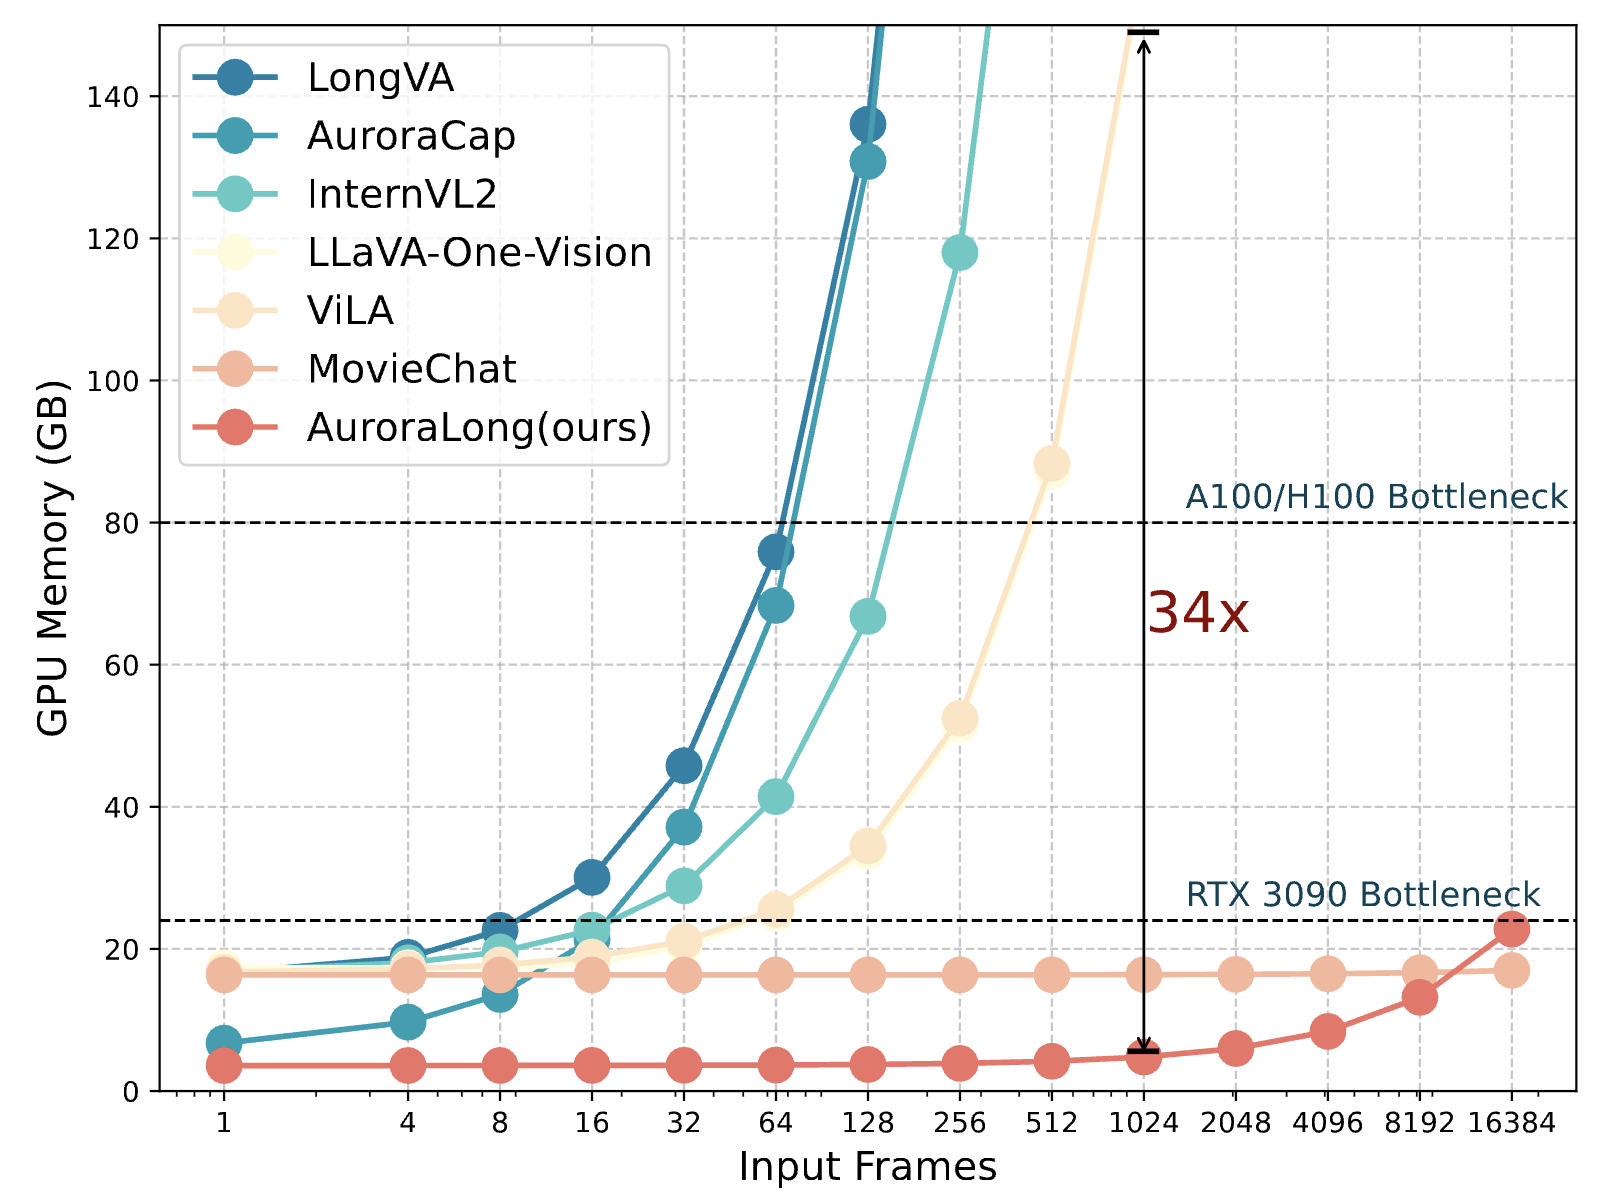 LongVA
AuroraCap
InternVL2
LLaVA-One-Vision
ViLA
MovieChat
AuroraLong(ours)
GPU Memory (GB)
140
120
100
80
60
40
20
0
A100/H100 Bottleneck
34x
RTX 3090 Bottleneck
1 4 8 16 32 64 128 256 512 1024 2048 4096 8192 16384
Input Frames